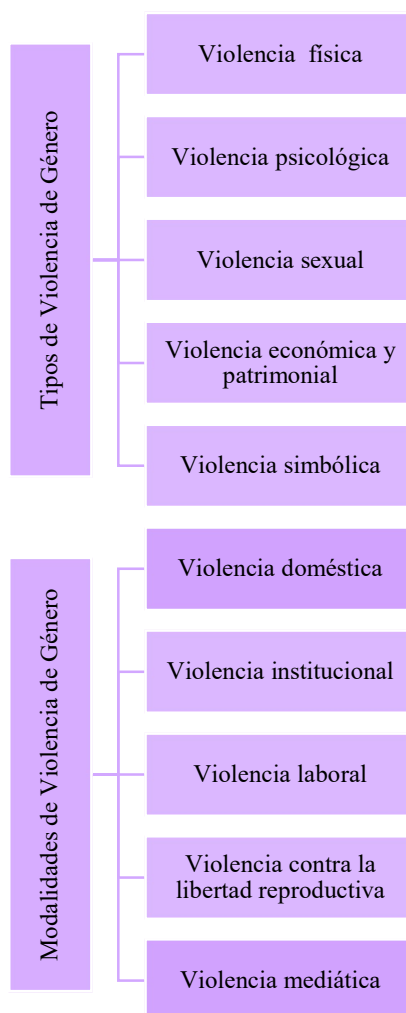 Tipos de Violencia de Género
Violencia física
Violencia psicológica
Violencia sexual
Violencia económica y
patrimonial
Violencia simbólica
Modalidades de Violencia de Género
Violencia doméstica
Violencia institucional
Violencia laboral
Violencia contra la
libertad reproductiva
Violencia mediática